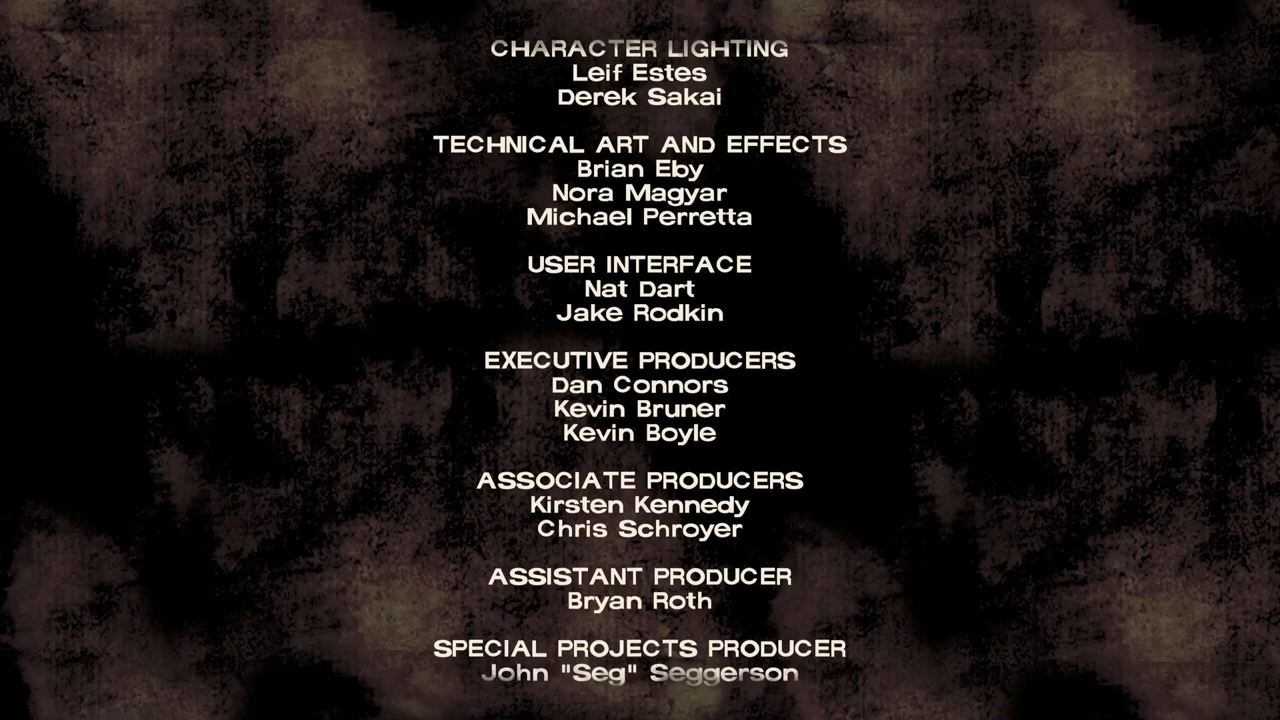 CHARACTER LIGHTING
Leif Estes
Derek Sakai
TECHNICAL ART AND EFFECTS
Brian Eby
Nora Magyar
Michael Perretta
USER INTERFACE
Nat Dart
Jake Rodkin
EXECUTIVE PRODUCERS
Dan Connors
Kevin Bruner
Kevin Boyle
ASSOCIATE PRODUCERS
Kirsten Kennedy
Chris Schroyer
ASSISTANT PRODUCER
Bryan Roth
SPECIAL PROJECTS PRODUCER
John "Seg" Seggerson